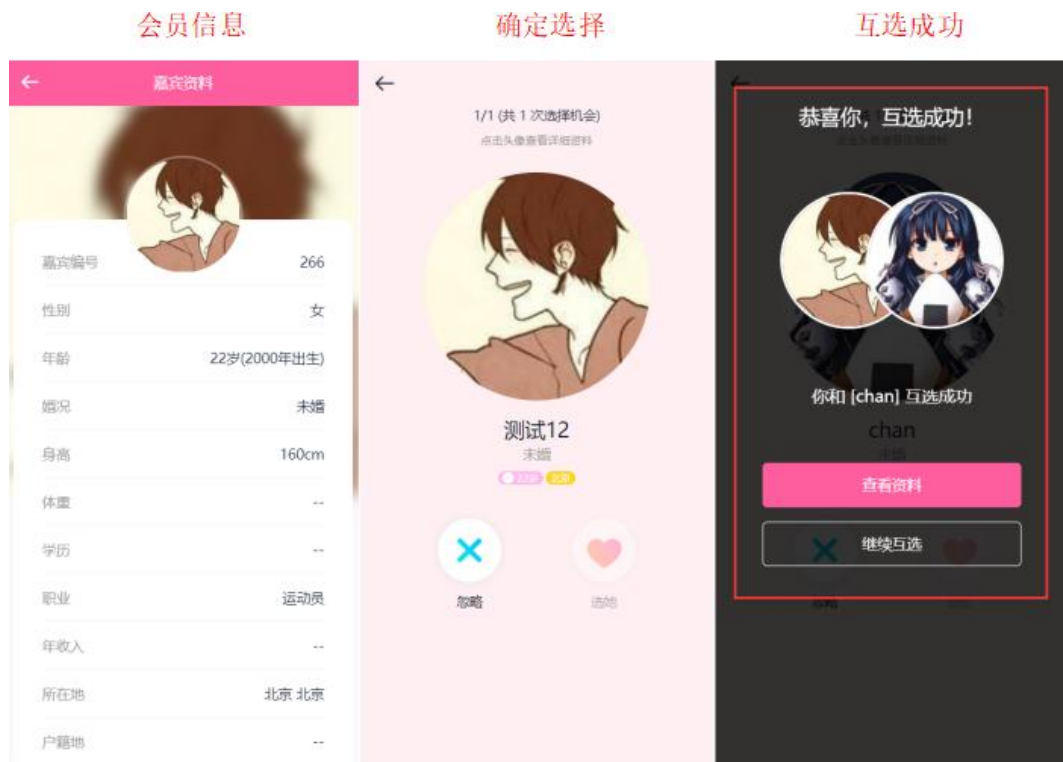 会员信息
确定选择
互选成功
嘉宾资料
嘉宾编号 266
性别 女
年龄 22岁(2000年出生)
婚况 未婚
身高 160cm
体重 --
学历 --
职业 运动员
年收入 --
所在地 北京 北京
户籍地 --
1/1 (共 1 次选择机会)
点击头像查看详细资料
测试12
未婚
忽略
选她
恭喜你，互选成功！
你和 [chan] 互选成功
chan
未婚
查看资料
继续互选
忽略